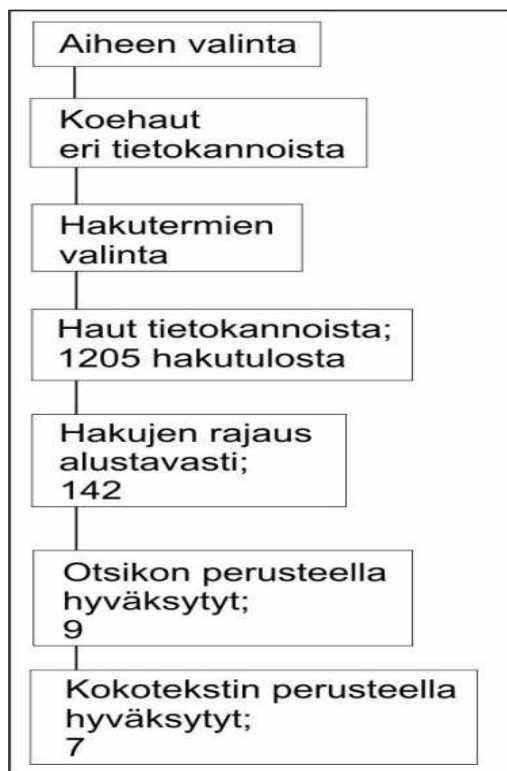 Aiheen valinta
Koehaut
eri tietokannoista
Hakutermien
valinta
Haut tietokannoista;
1205 hakutulosta
Hakujen rajaus
alustavasti;
142
Otsikon perusteella
hyväksytyt;
9
Kokotekstin perusteella
hyväksytyt;
7